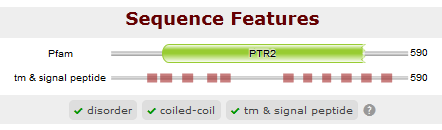 Sequence Features
Pfam PTR2 590
tm & signal peptide 590
✔ disorder ✔ coiled-coil ✔ tm & signal peptide ?